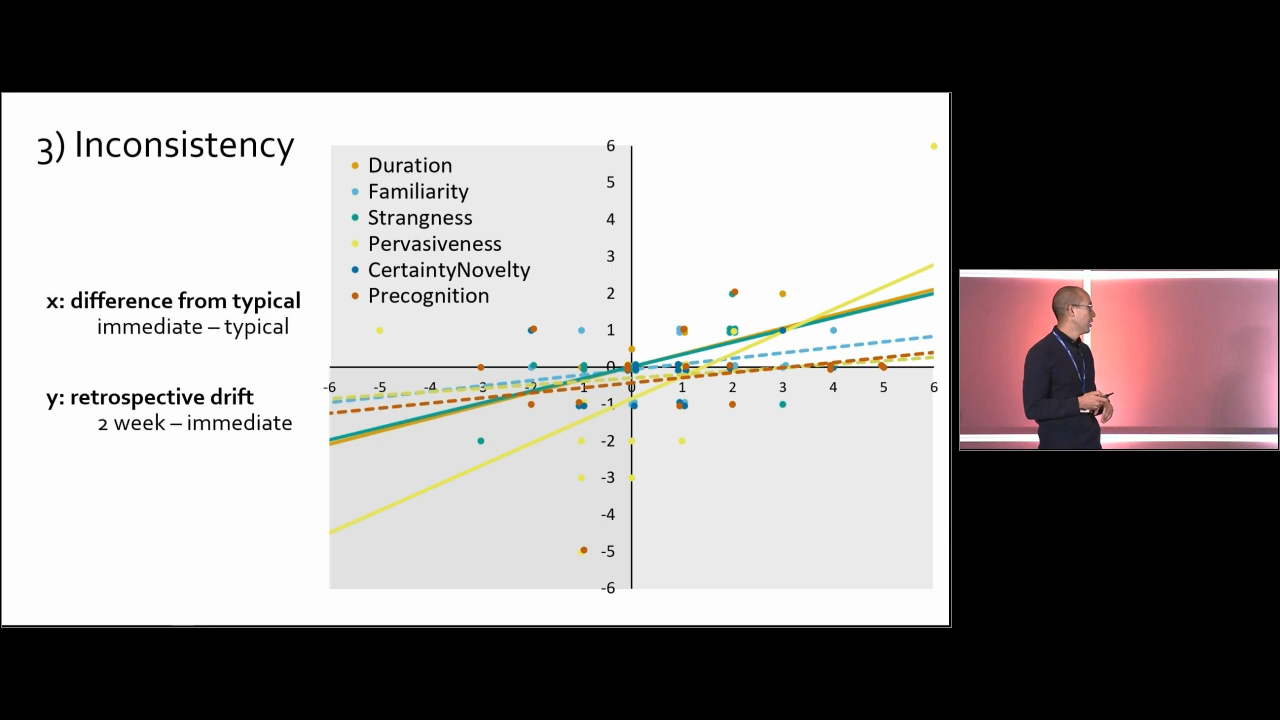 3) Inconsistency
x: difference from typical
immediate – typical
y: retrospective drift
2 week – immediate
Duration
Familiarity
Strangness
Pervasiveness
CertaintyNovelty
Precognition
6
5
4
3
2
1
0
-6 -5 -4 -3 -2 -1 1 2 3 4 5 6
-1
-2
-3
-4
-5
-6